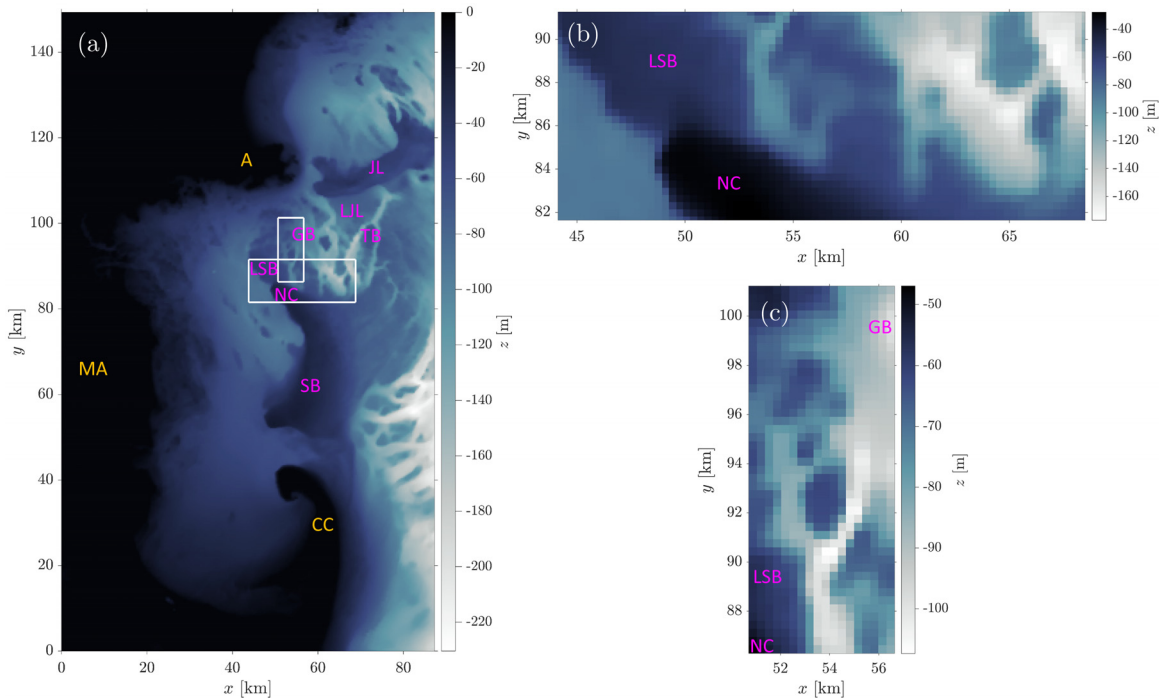 (a)
150
140
120
100
80
60
40
20
0
y [km]
0
20
40
60
80
x [km]
A
JL
LJL
GB
TB
LSB
NC
MA
SB
CC
0
-20
-40
-60
-80
-100
-120
-140
-160
-180
-200
-220
z [m]
(b)
90
88
86
84
82
y [km]
45
50
55
60
65
x [km]
LSB
NC
-40
-60
-80
-100
-120
-140
-160
z [m]
(c)
100
98
96
94
92
90
88
y [km]
52
54
56
x [km]
GB
LSB
NC
-50
-60
-70
-80
-90
-100
z [m]